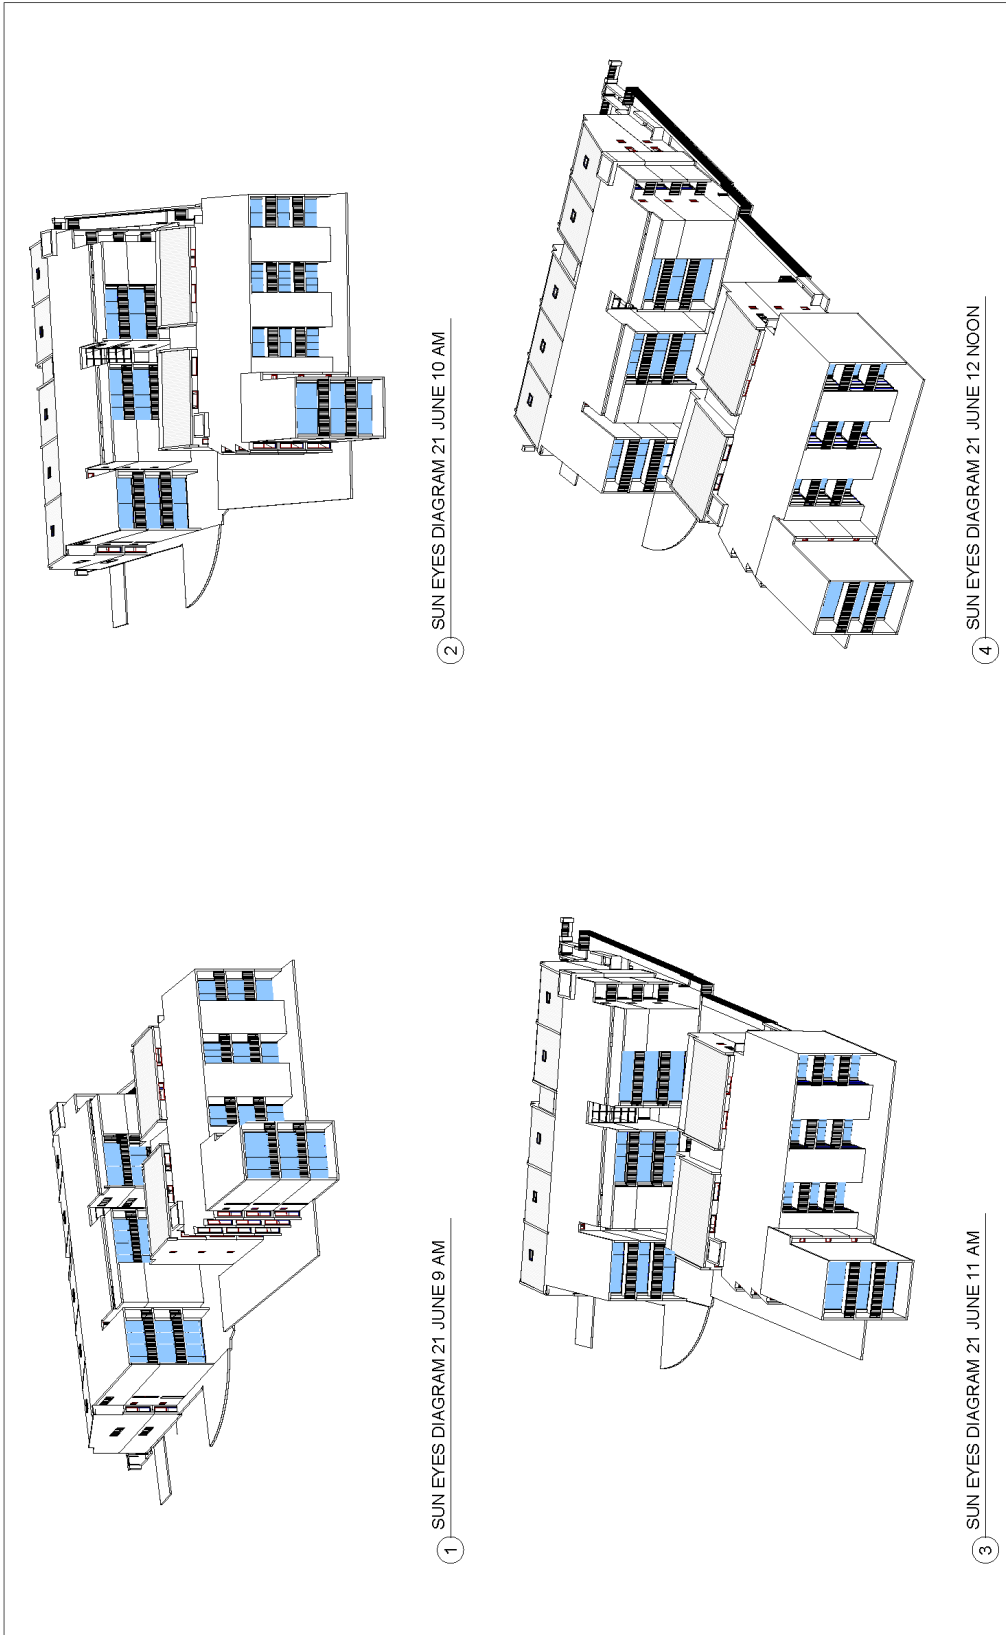 1 SUN EYES DIAGRAM 21 JUNE 9 AM
2 SUN EYES DIAGRAM 21 JUNE 10 AM
3 SUN EYES DIAGRAM 21 JUNE 11 AM
4 SUN EYES DIAGRAM 21 JUNE 12 NOON